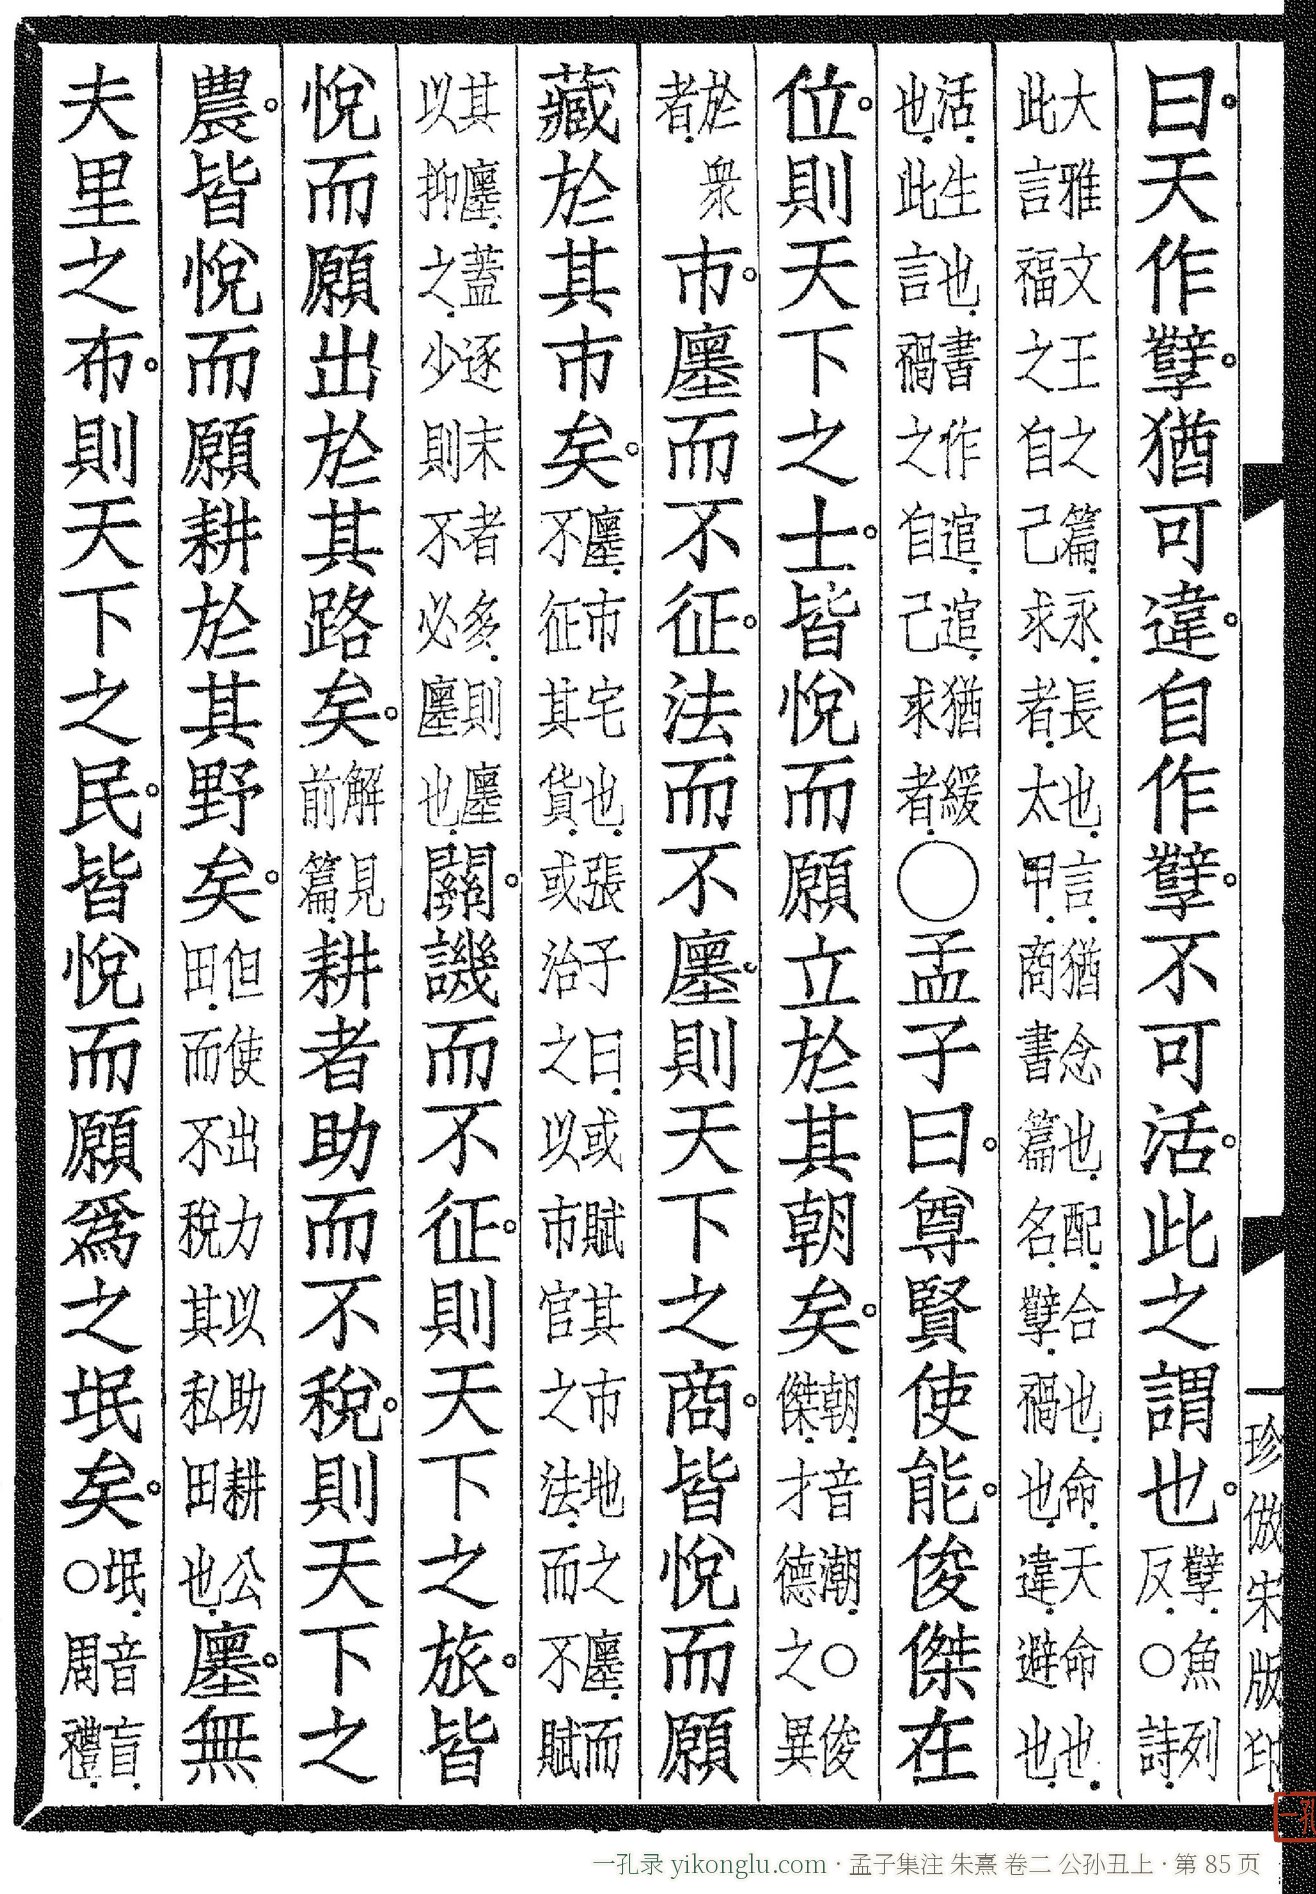 曰。天作孽。猶可違。自作孽。不可活。此之謂也。孽.魚列反.○詩.
大雅文王之篇.永.長也.言.猶念也.配.合也.命.天命也.此言福之自己求者.太甲.商書篇名.孽.禍也.違.避也.
活.生也.書作逭.逭.猶緩也.此言禍之自己求者.○孟子曰。尊賢使能。俊傑在
位。則天下之士。皆悅而願立於其朝矣。朝.音潮.○俊傑.才德之異
於衆者.市。廛而不征。法而不廛。則天下之商。皆悅而願
藏於其市矣。廛.市宅也.張子曰.或賦其市地之廛.而不征其貨.或治之以市官之法.而不賦
其廛.蓋逐末者多.則廛以抑之.少則不必廛也.關。譏而不征。則天下之旅。皆
悅而願出於其路矣。解見前篇.耕者助而不稅。則天下之
農。皆悅而願耕於其野矣。但使出力以助耕公田.而不稅其私田也.廛。無
夫里之布。則天下之民。皆悅而願爲之氓矣。氓.音盲.○周禮.
珍倣宋版印
一孔录 yikonglu.com · 孟子集注 朱熹 卷二 公孙丑上 · 第 85 页